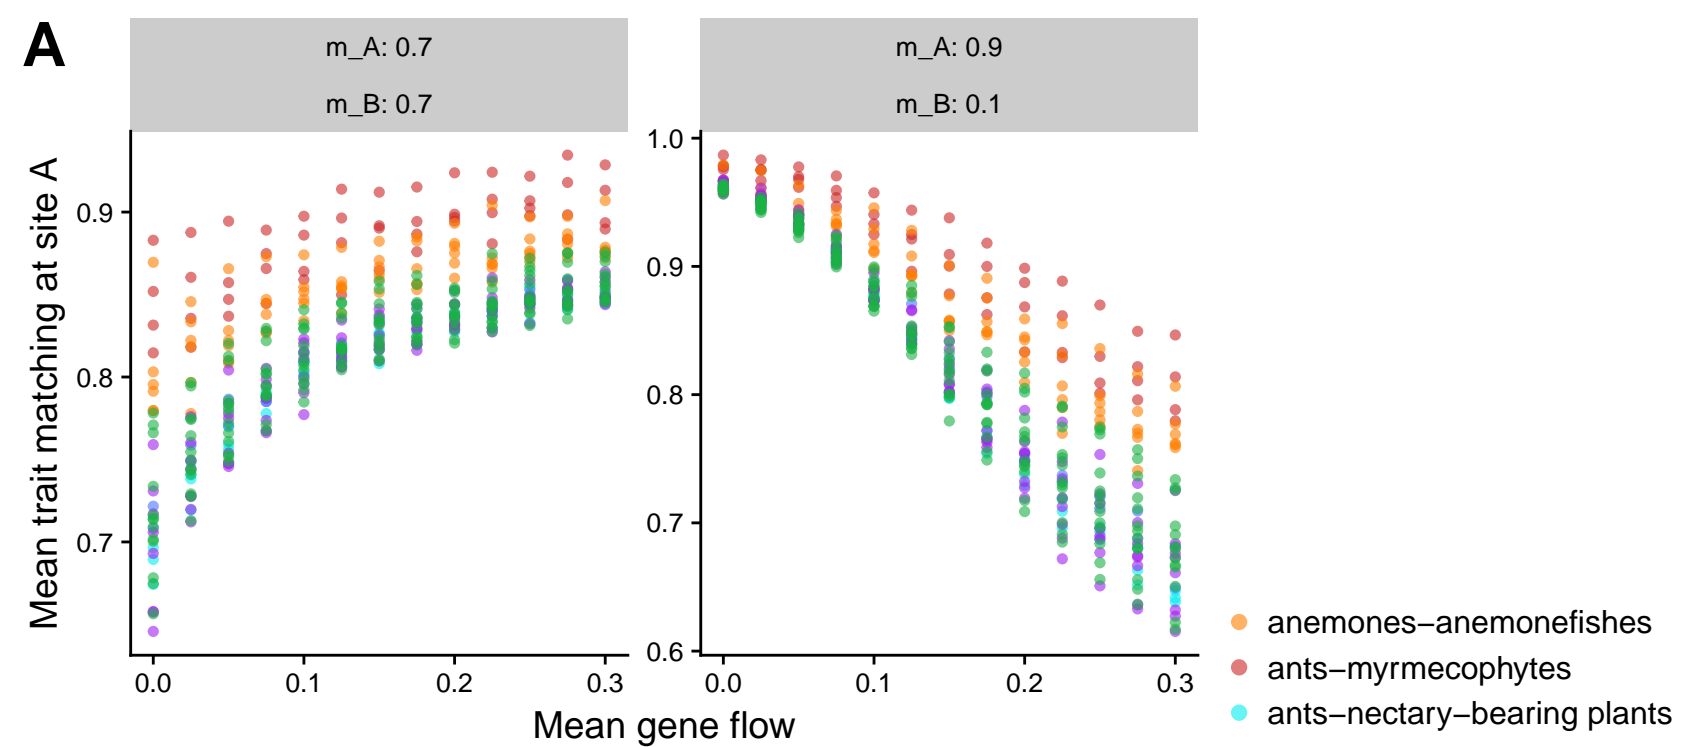 A
m_A: 0.7
m_B: 0.7
m_A: 0.9
m_B: 0.1
Mean trait matching at site A
0.9
0.8
0.7
1.0
0.9
0.8
0.7
0.6
0.0 0.1 0.2 0.3
0.0 0.1 0.2 0.3
Mean gene flow
anemones−anemonefishes
ants−myrmecophytes
ants−nectary−bearing plants